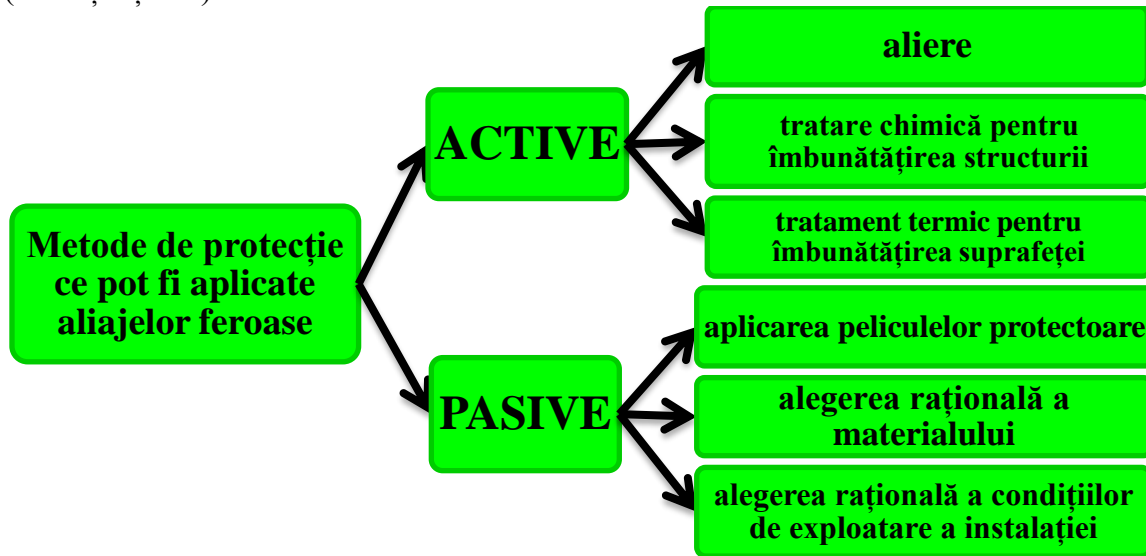 aliere
ACTIVE
tratare chimică pentru
îmbunătățirea structurii
tratament termic pentru
îmbunătățirea suprafeței
Metode de protecție
ce pot fi aplicate
aliajelor feroase
aplicarea peliculelor protectoare
PASIVE
alegerea rațională a
materialului
alegerea rațională a condițiilor
de exploatare a instalației